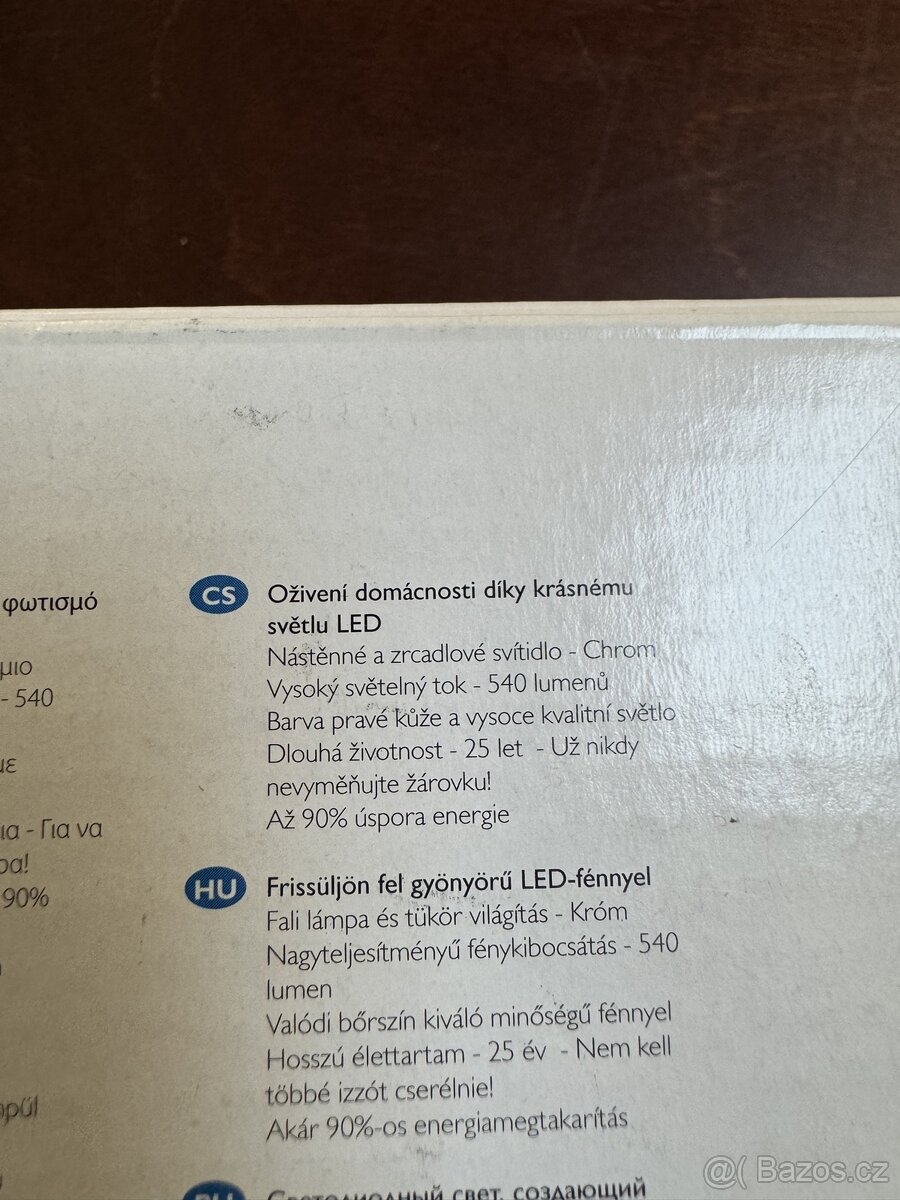 φωτισμό
μιο
- 540
με
ια - Για να
ρα!
90%
CS
Oživení domácnosti díky krásnému
světlu LED
Nástěnné a zrcadlové svítidlo - Chrom
Vysoký světelný tok - 540 lumenů
Barva pravé kůže a vysoce kvalitní světlo
Dlouhá životnost - 25 let - Už nikdy
nevyměňujte žárovku!
Až 90% úspora energie
HU
Frissüljön fel gyönyörű LED-fénnyel
Fali lámpa és tükör világítás - Króm
Nagyteljesítményű fénykibocsátás - 540
lumen
Valódi bőrszín kiváló minőségű fénnyel
Hosszú élettartam - 25 év - Nem kell
többé izzót cserélnie!
Akár 90%-os energiamegtakarítás
RU
Светодиодный свет, создающий
@( Bazos.cz